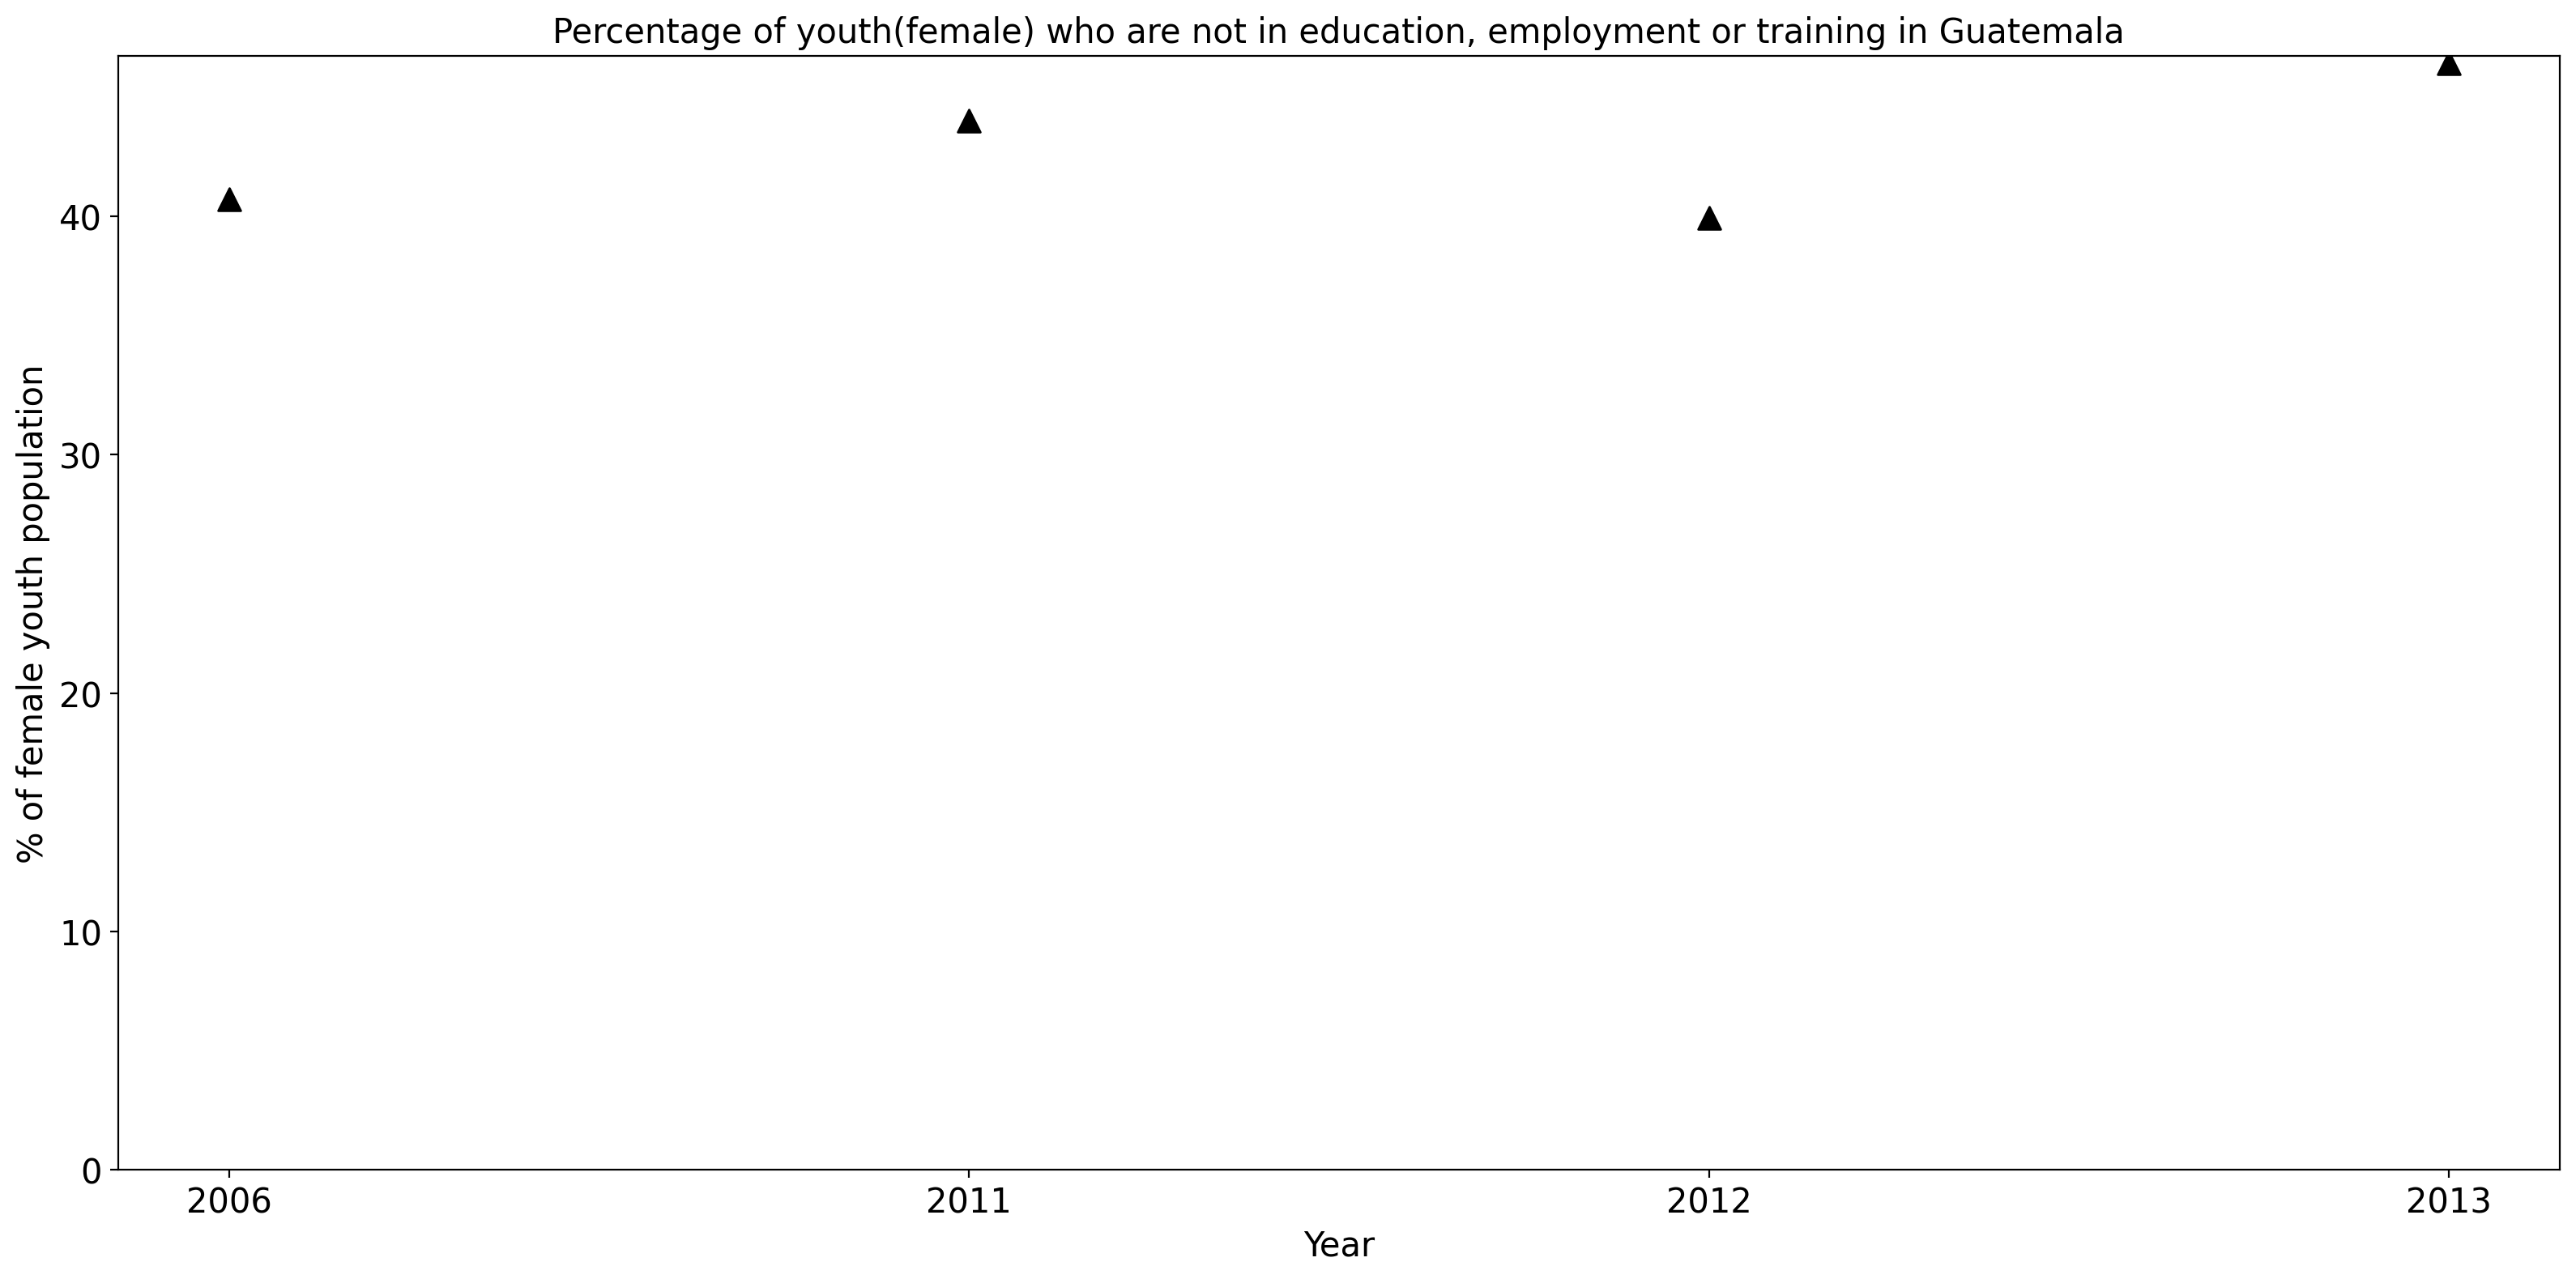 Percentage of youth(female) who are not in education, employment or training in Guatemala
% of female youth population
40
30
20
10
0
2006 2011 2012 2013
Year